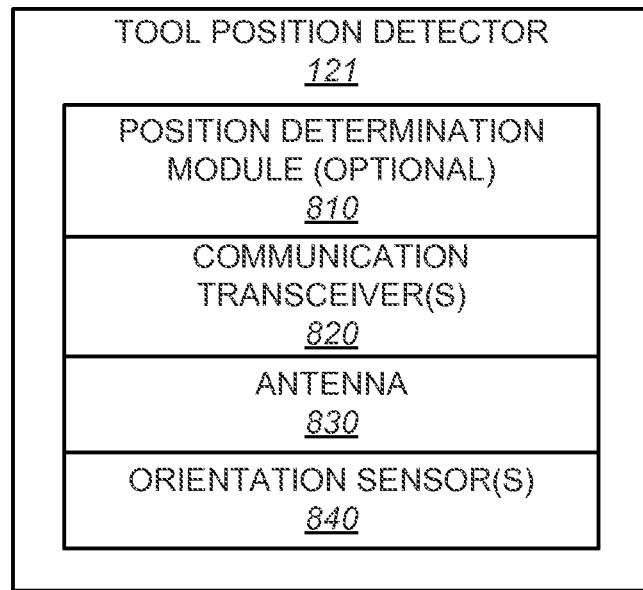 TOOL POSITION DETECTOR
121
POSITION DETERMINATION
MODULE (OPTIONAL)
810
COMMUNICATION
TRANSCEIVER(S)
820
ANTENNA
830
ORIENTATION SENSOR(S)
840